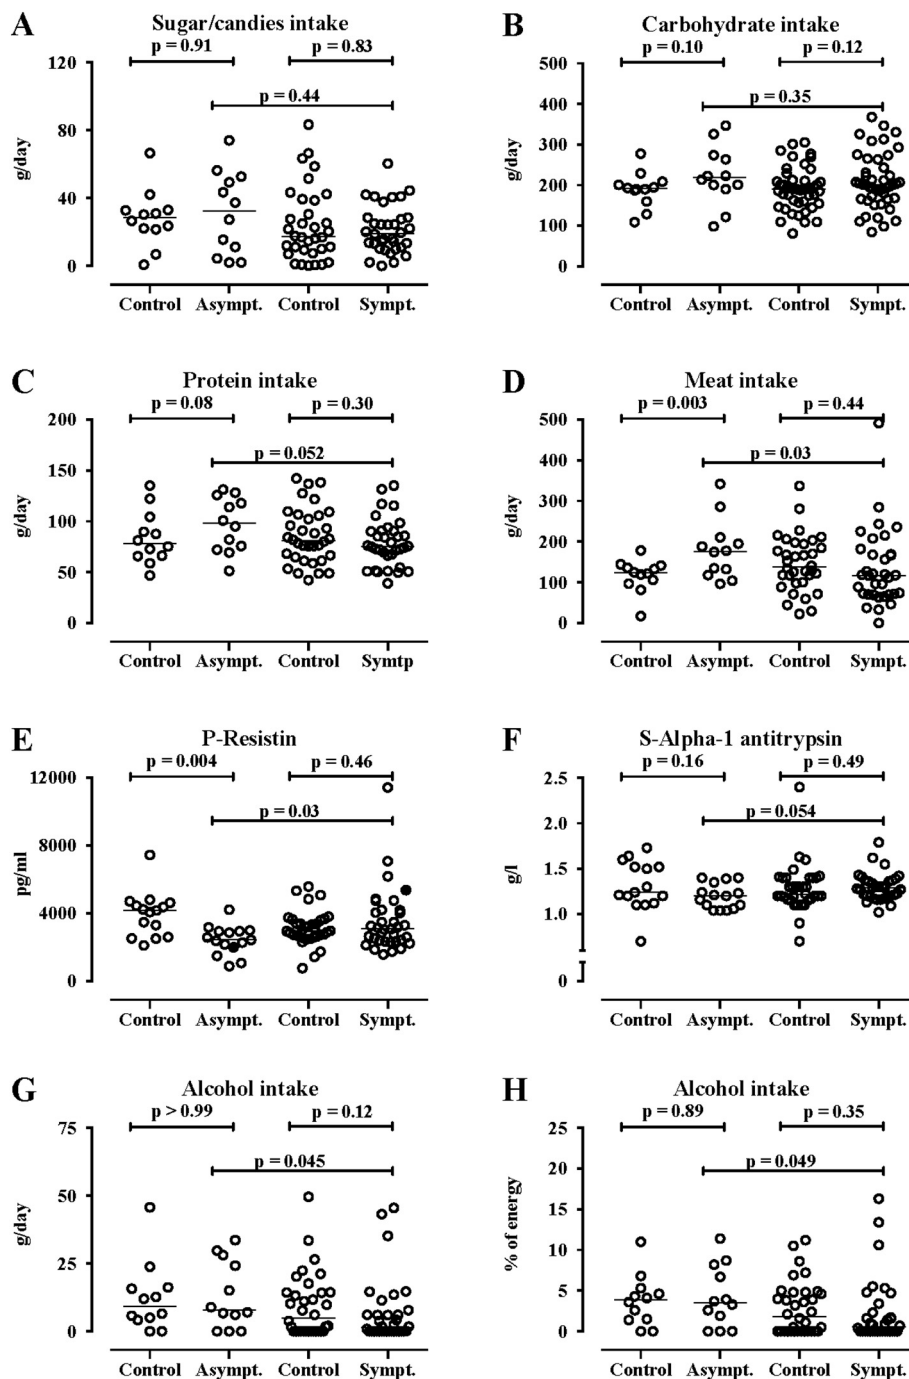 A Sugar/candies intake
p = 0.91 p = 0.83
p = 0.44
120
80
40
0
g/day
Control Asympt. Control Sympt.
B Carbohydrate intake
p = 0.10 p = 0.12
p = 0.35
500
400
300
200
100
0
g/day
Control Asympt. Control Sympt.
C Protein intake
p = 0.08 p = 0.30
p = 0.052
200
150
100
50
0
g/day
Control Asympt. Control Symtp
D Meat intake
p = 0.003 p = 0.44
p = 0.03
500
400
300
200
100
0
g/day
Control Asympt. Control Sympt.
E P-Resistin
p = 0.004 p = 0.46
p = 0.03
12000
8000
4000
0
pg/ml
Control Asympt. Control Sympt.
F S-Alpha-1 antitrypsin
p = 0.16 p = 0.49
p = 0.054
2.5
2.0
1.5
1.0
0
g/l
Control Asympt. Control Sympt.
G Alcohol intake
p > 0.99 p = 0.12
p = 0.045
75
50
25
0
g/day
Control Asympt. Control Sympt.
H Alcohol intake
p = 0.89 p = 0.35
p = 0.049
25
20
15
10
5
0
% of energy
Control Asympt. Control Sympt.